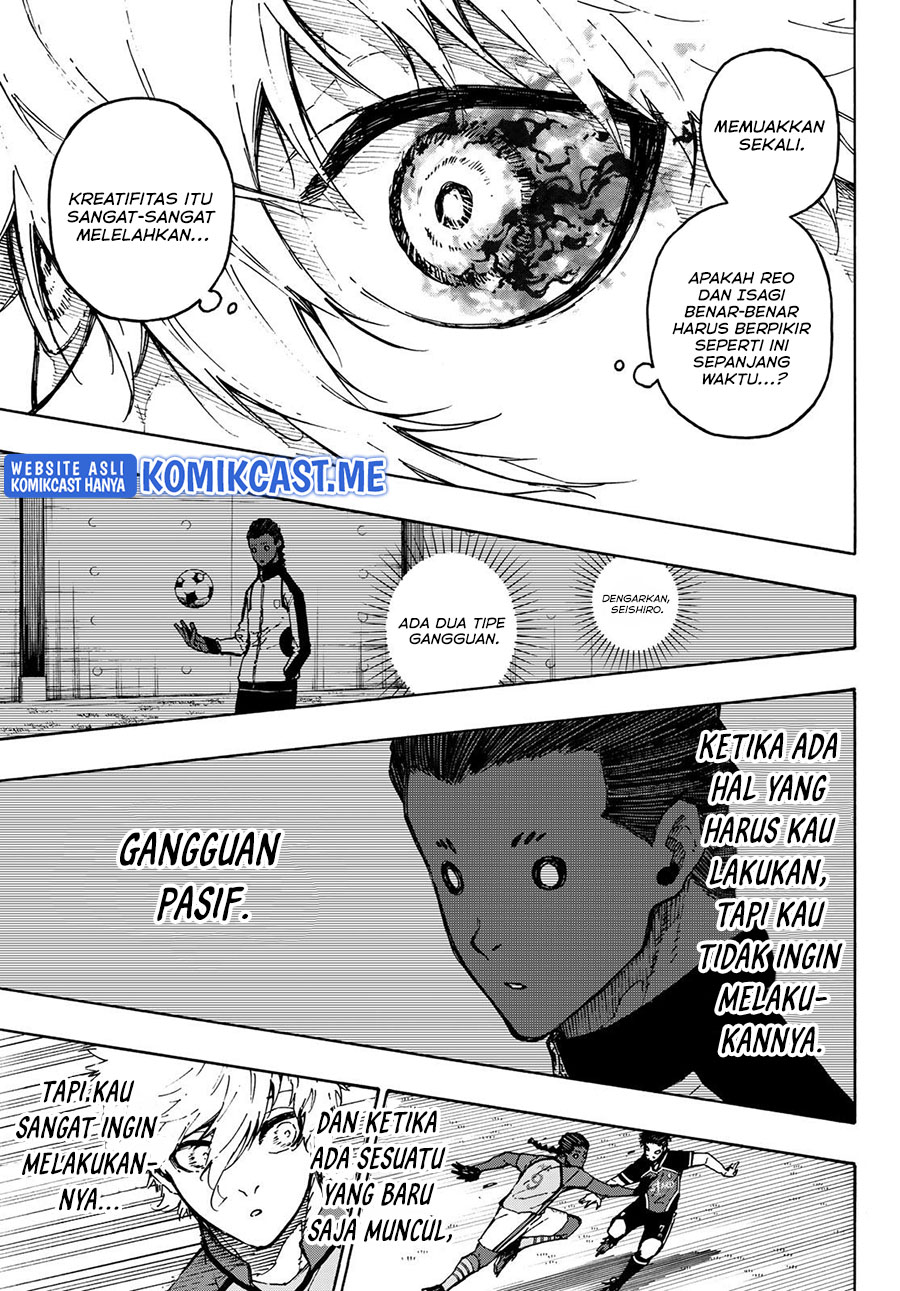 MEMUAKKAN
SEKALI.
APAKAH REO
DAN ISAGI
BENAR-BENAR
HARUS BERPIKIR
SEPERTI INI
SEPANJANG
WAKTU...?
KREATIFITAS ITU
SANGAT-SANGAT
MELELAHKAN...
WEBSITE ASLI
KOMIKCAST HANYA
KOMIKCAST.ME
DENGARKAN,
SEISHIRO.
ADA DUA TIPE
GANGGUAN.
KETIKA ADA
HAL YANG
HARUS KAU
LAKUKAN,
TAPI KAU
TIDAK INGIN
MELAKU-
KANNYA.
GANGGUAN
PASIF.
DAN KETIKA
ADA SESUATU
YANG BARU
SAJA MUNCUL,
TAPI KAU
SANGAT INGIN
MELAKUKAN-
NYA...
9
7